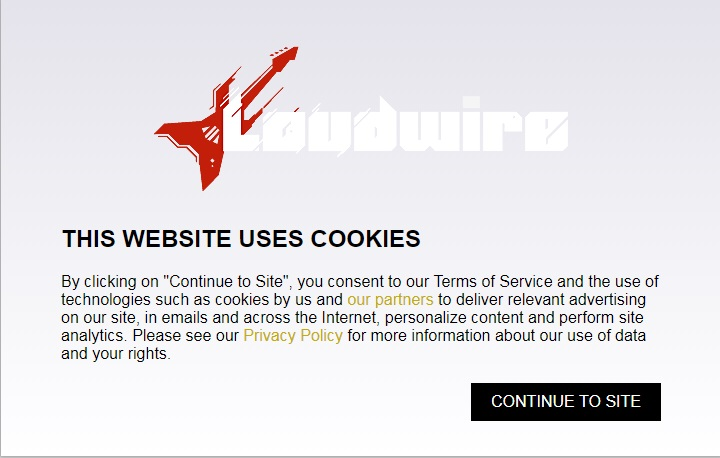 Loudwire
THIS WEBSITE USES COOKIES
By clicking on "Continue to Site", you consent to our Terms of Service and the use of
technologies such as cookies by us and our partners to deliver relevant advertising
on our site, in emails and across the Internet, personalize content and perform site
analytics. Please see our Privacy Policy for more information about our use of data
and your rights.
CONTINUE TO SITE